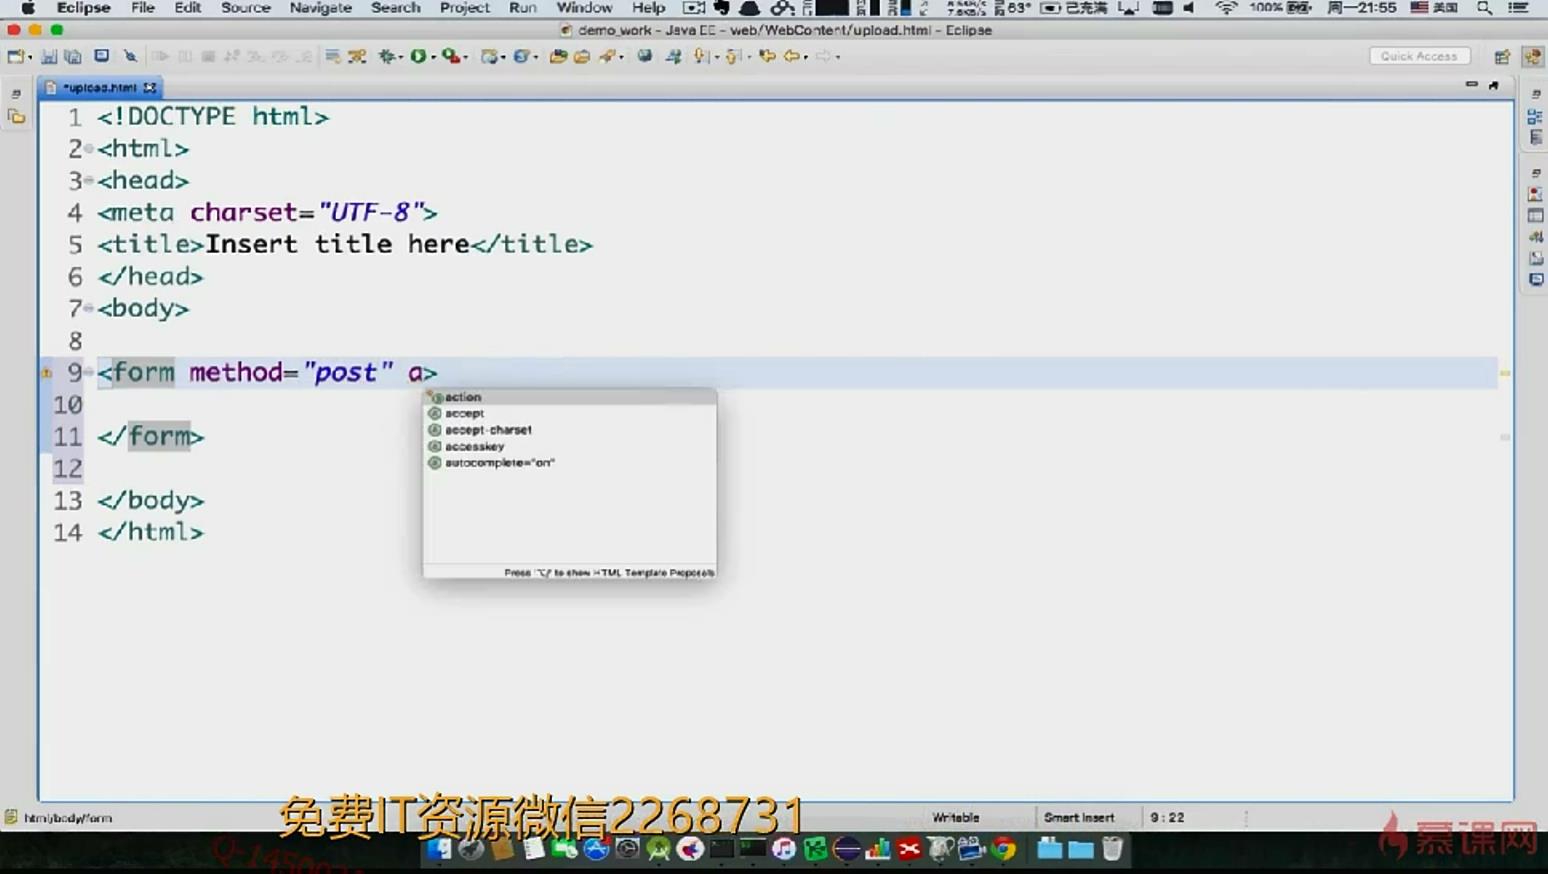 Eclipse File Edit Source Navigate Search Project Run Window Help 63° 已充满 100% 周一21:55 美国
demo_work - Java EE - web/WebContent/upload.html - Eclipse
Quick Access
*upload.html
1 <!DOCTYPE html>
2 <html>
3 <head>
4 <meta charset="UTF-8">
5 <title>Insert title here</title>
6 </head>
7 <body>
8
9 <form method="post" a>
action
10
accept
accept-charset
11 </form>
accesskey
autocomplete="on"
12
13 </body>
14 </html>
to show HTML Template Proposals
免费IT资源微信2268731
html/body/form
Writable Smart Insert 9 : 22
慕课网